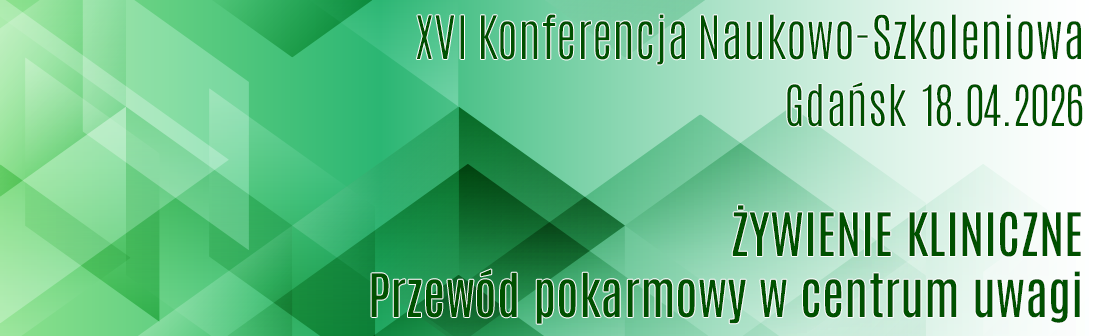 XVI Konferencja Naukowo-Szkoleniowa
Gdańsk 18.04.2026
ŻYWIENIE KLINICZNE
Przewód pokarmowy w centrum uwagi